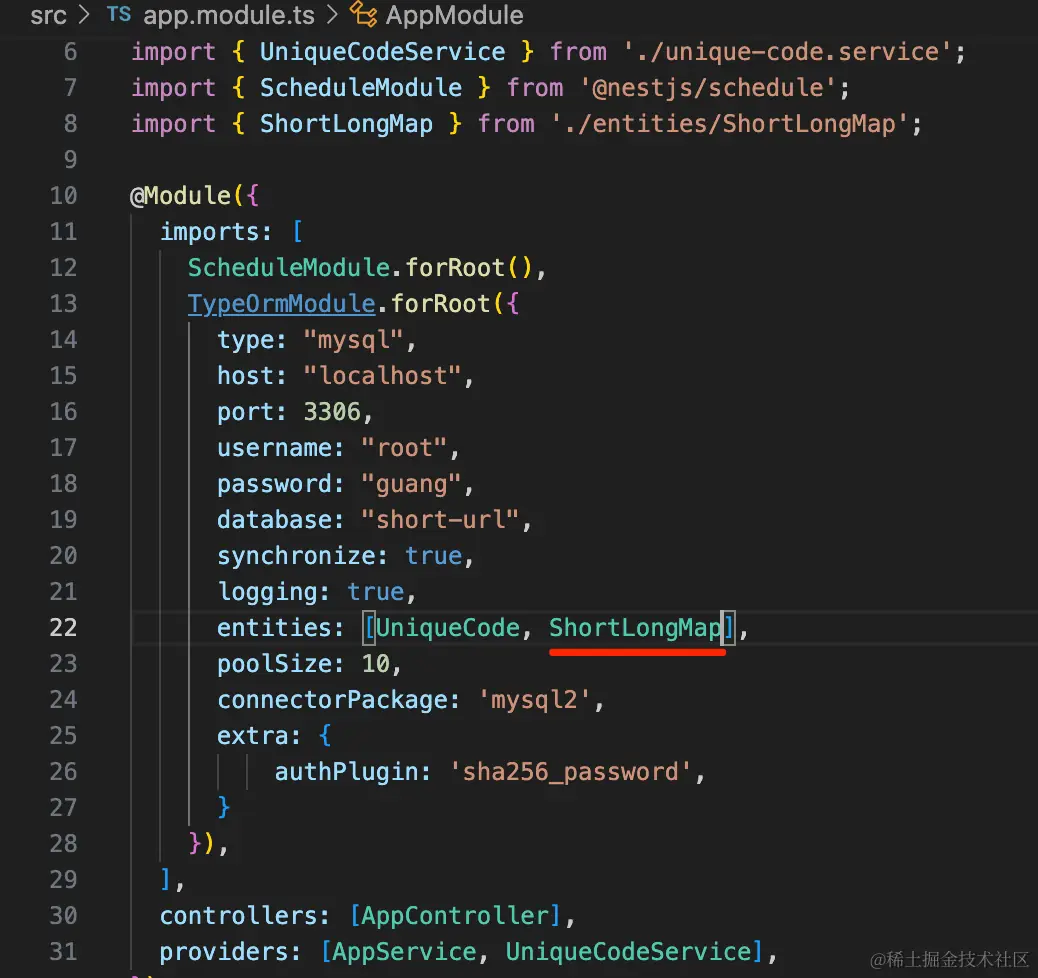 src > TS app.module.ts > AppModule
6 import { UniqueCodeService } from './unique-code.service';
7 import { ScheduleModule } from '@nestjs/schedule';
8 import { ShortLongMap } from './entities/ShortLongMap';
9
10 @Module({
11 imports: [
12 ScheduleModule.forRoot(),
13 TypeOrmModule.forRoot({
14 type: "mysql",
15 host: "localhost",
16 port: 3306,
17 username: "root",
18 password: "guang",
19 database: "short-url",
20 synchronize: true,
21 logging: true,
22 entities: [UniqueCode, ShortLongMap],
23 poolSize: 10,
24 connectorPackage: 'mysql2',
25 extra: {
26 authPlugin: 'sha256_password',
27 }
28 }),
29 ],
30 controllers: [AppController],
31 providers: [AppService, UniqueCodeService],
@稀土掘金技术社区